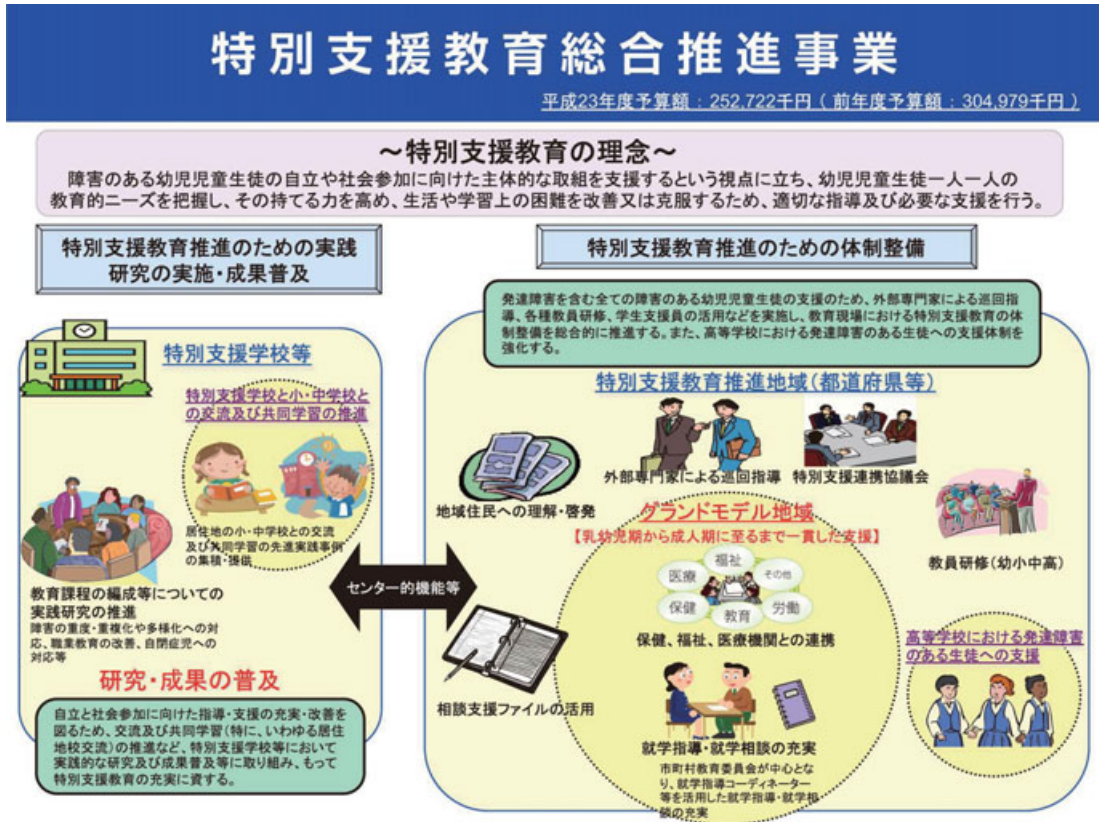 特別支援教育総合推進事業
平成23年度予算額：252,722千円（前年度予算額：304,979千円）
～特別支援教育の理念～
障害のある幼児児童生徒の自立や社会参加に向けた主体的な取組を支援するという視点に立ち、幼児児童生徒一人一人の
教育的ニーズを把握し、その持てる力を高め、生活や学習上の困難を改善又は克服するため、適切な指導及び必要な支援を行う。
特別支援教育推進のための実践
研究の実施・成果普及
特別支援学校等
特別支援学校と小・中学校と
の交流及び共同学習の推進
居住地の小・中学校との交流
及び共同学習の先進実践事例
の集積・提供
教育課程の編成等についての
実践研究の推進
障害の重度・重複化や多様化への対
応、職業教育の改善、自閉症児への
対応等
研究・成果の普及
自立と社会参加に向けた指導・支援の充実・改善を
図るため、交流及び共同学習（特に、いわゆる居住
地校交流）の推進など、特別支援学校等において
実践的な研究及び成果普及等に取り組み、もって
特別支援教育の充実に資する。
センター的機能等
特別支援教育推進のための体制整備
発達障害を含む全ての障害のある幼児児童生徒の支援のため、外部専門家による巡回指
導、各種教員研修、学生支援員の活用などを実施し、教育現場における特別支援教育の体
制整備を総合的に推進する。また、高等学校における発達障害のある生徒への支援体制を
強化する。
特別支援教育推進地域（都道府県等）
外部専門家による巡回指導
特別支援連携協議会
地域住民への理解・啓発
教員研修（幼小中高）
グランドモデル地域
【乳幼児期から成人期に至るまで一貫した支援】
福祉
医療
その他
保健
教育
労働
保健、福祉、医療機関との連携
相談支援ファイルの活用
就学指導・就学相談の充実
市町村教育委員会が中心とな
り、就学指導コーディネーター
等を活用した就学指導・就学相
談の充実
高等学校における発達障害
のある生徒への支援